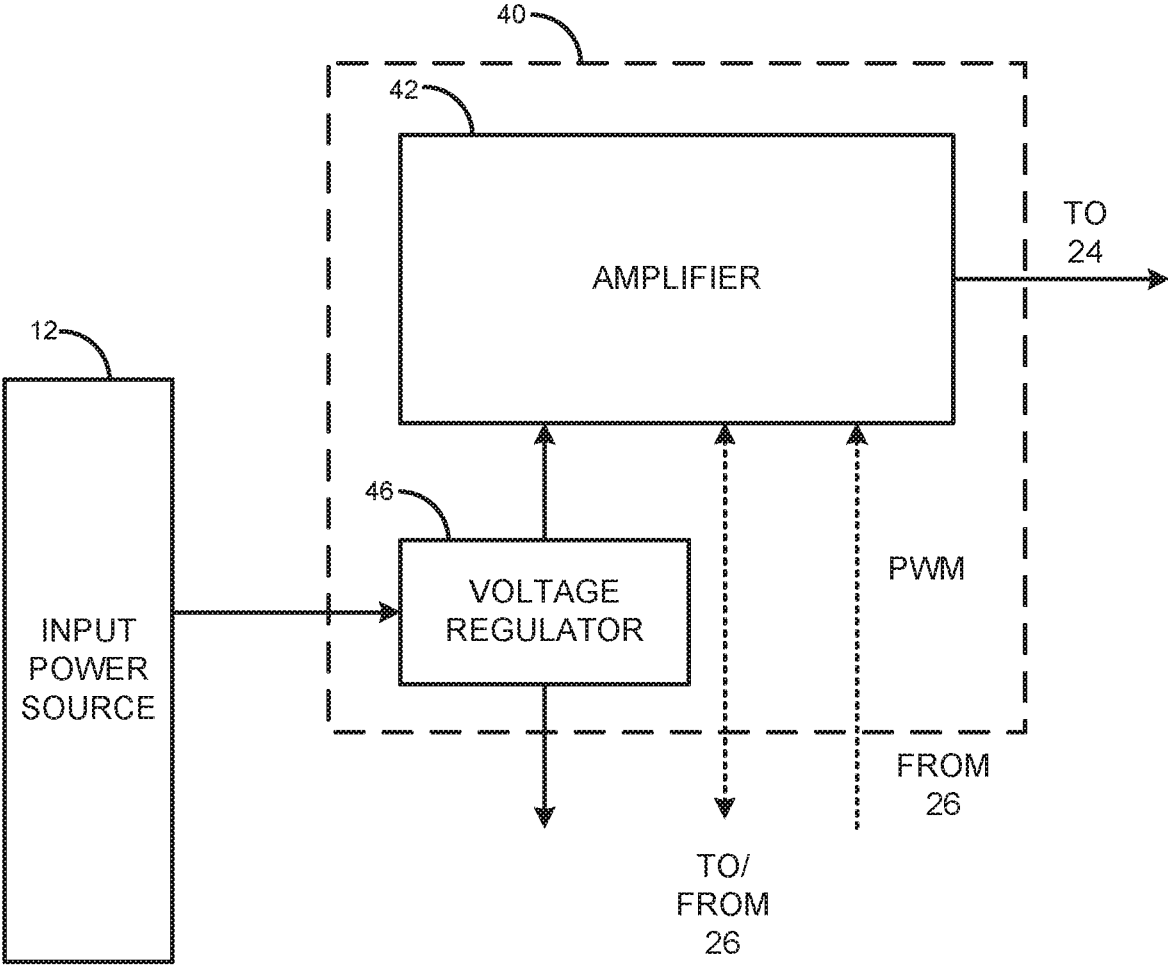 40
42
TO
24
AMPLIFIER
12
46
PWM
VOLTAGE
REGULATOR
INPUT
POWER
SOURCE
FROM
26
TO/
FROM
26